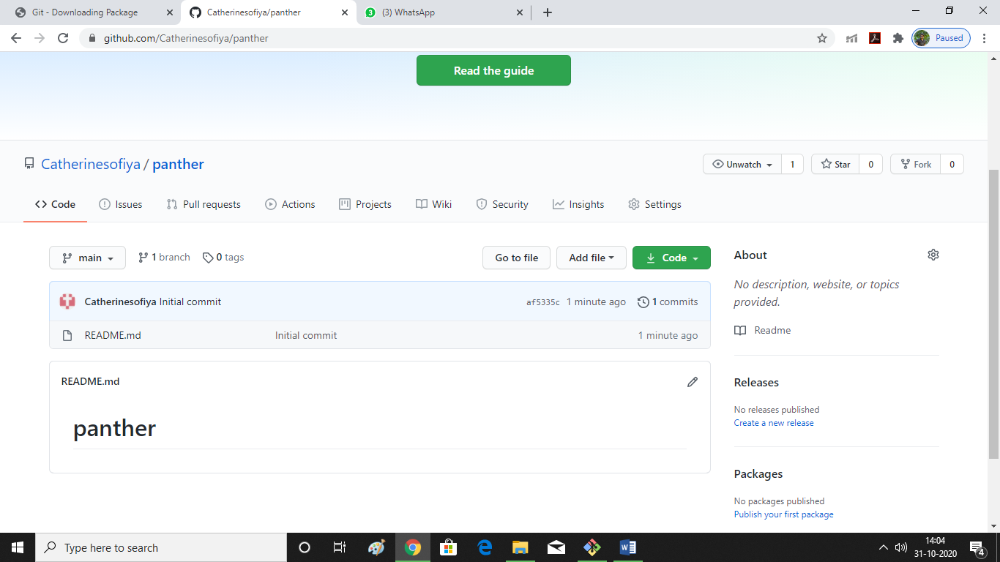 Git - Downloading Package
Catherinesofiya/panther
3
(3) WhatsApp
github.com/Catherinesofiya/panther
Paused
Read the guide
Catherinesofiya / panther
Unwatch 1
Star 0
Fork 0
Code
Issues
Pull requests
Actions
Projects
Wiki
Security
Insights
Settings
main
1 branch
0 tags
Go to file
Add file
Code
Catherinesofiya Initial commit
af5335c 1 minute ago
1 commits
README.md Initial commit 1 minute ago
README.md
panther
About
No description, website, or topics
provided.
Readme
Releases
No releases published
Create a new release
Packages
No packages published
Publish your first package
Type here to search
14:04
31-10-2020
4